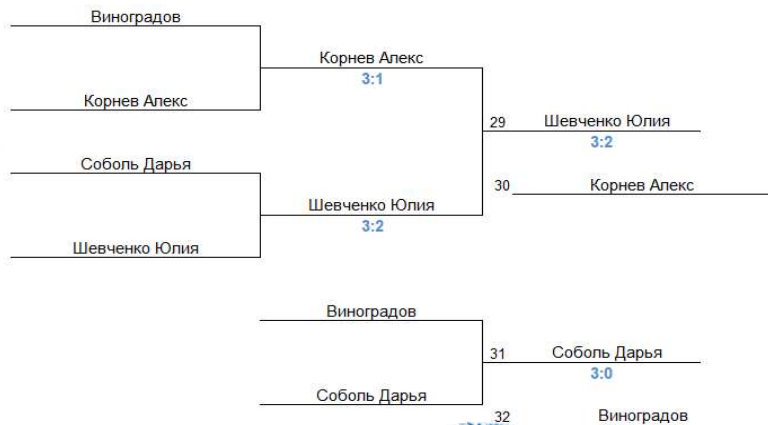 Виноградов
Корнев Алекс
3:1
Корнев Алекс
29 Шевченко Юлия
3:2
Соболь Дарья
30 Корнев Алекс
Шевченко Юлия
3:2
Шевченко Юлия
Виноградов
31 Соболь Дарья
3:0
Соболь Дарья
32 Виноградов